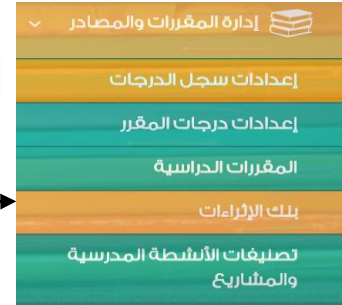 إدارة المقررات والمصادر
إعدادات سجل الدرجات
إعدادات درجات المقرر
المقررات الدراسية
بنك الإثراءات
تصنيفات الأنشطة المدرسية
والمشاريع